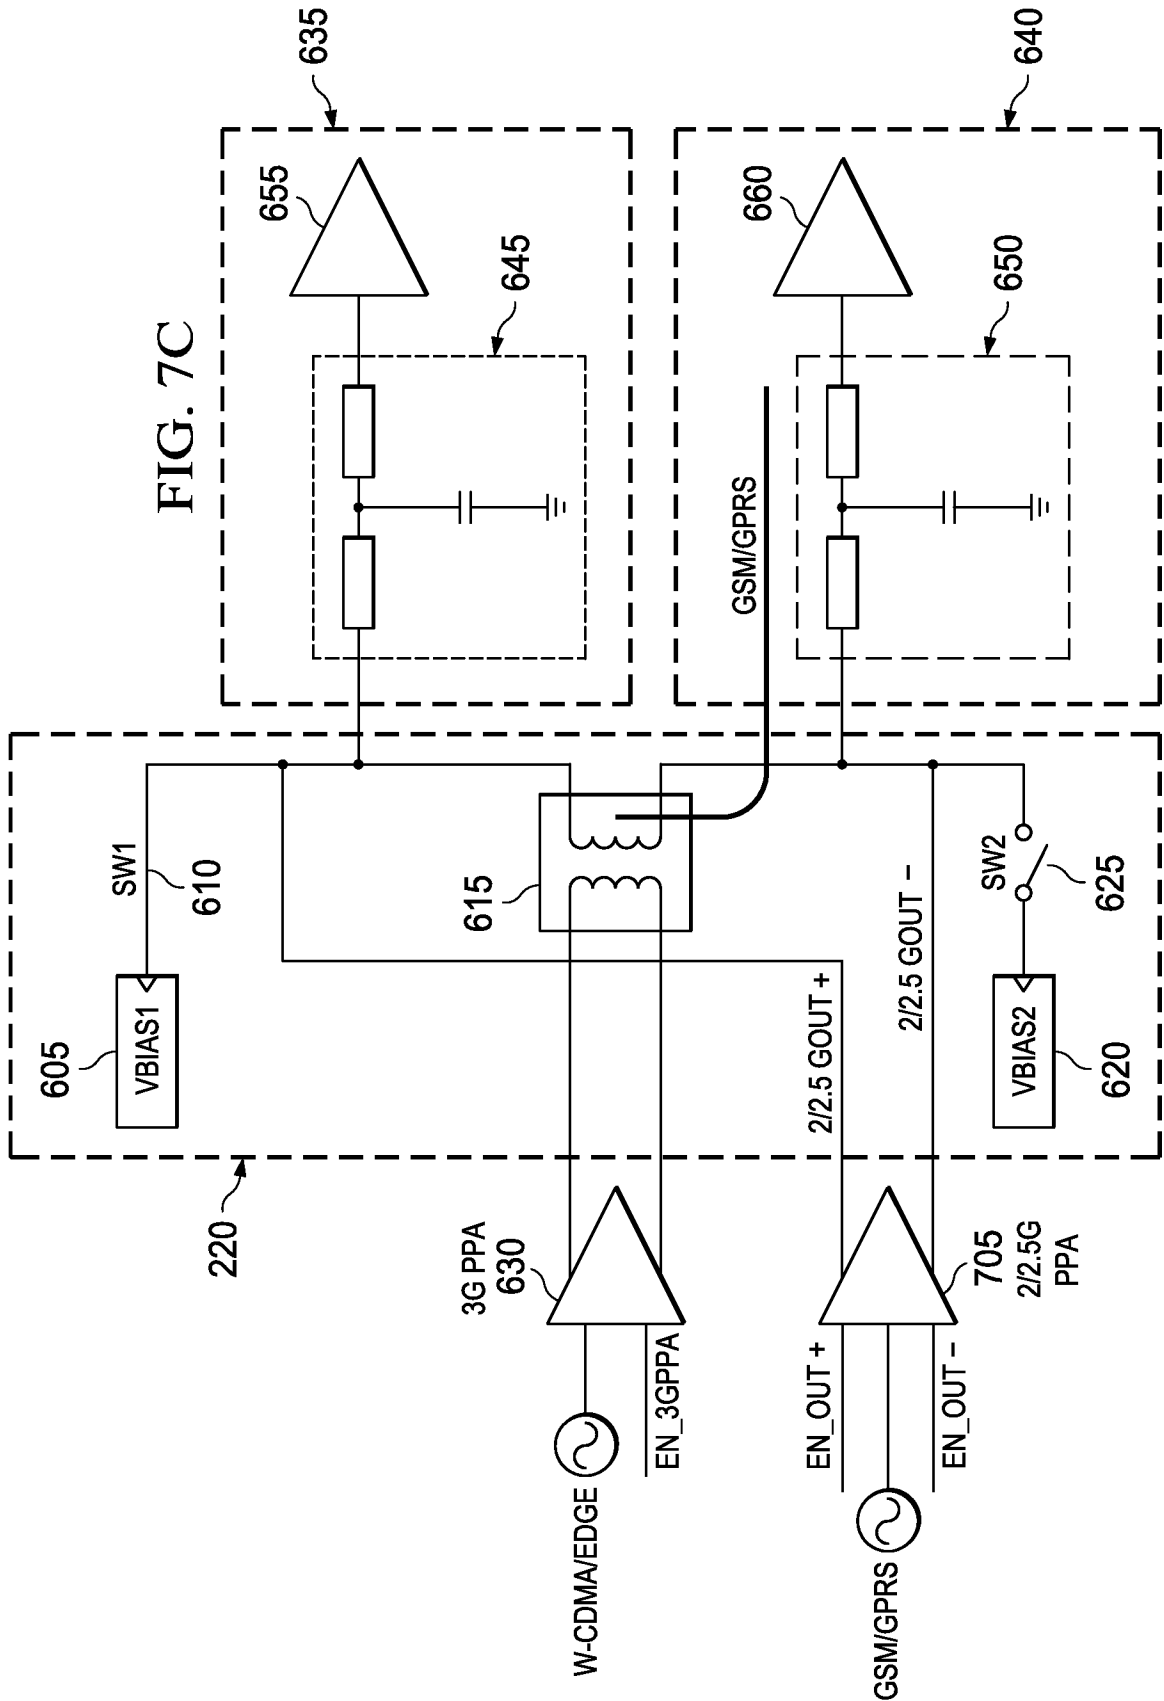 FIG. 7C
220
605
VBIAS1
SW1
610
615
635
655
645
640
660
650
GSM/GPRS
3G PPA
630
W-CDMA/EDGE
EN_3GPPA
2/2.5 GOUT +
2/2.5 GOUT -
EN_OUT +
EN_OUT -
GSM/GPRS
705
2/2.5G
PPA
VBIAS2
620
SW2
625